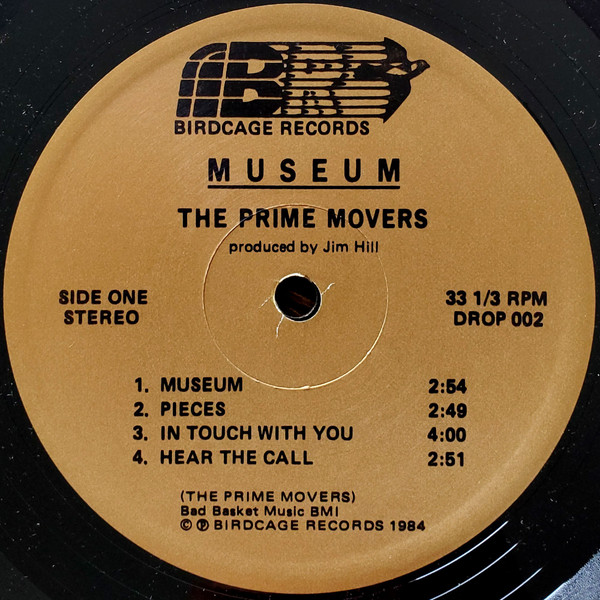 BIRDCAGE RECORDS
MUSEUM
THE PRIME MOVERS
produced by Jim Hill
SIDE ONE
STEREO
33 1/3 RPM
DROP 002
1. MUSEUM 2:54
2. PIECES 2:49
3. IN TOUCH WITH YOU 4:00
4. HEAR THE CALL 2:51
(THE PRIME MOVERS)
Bad Basket Music BMI
© ℗ BIRDCAGE RECORDS 1984